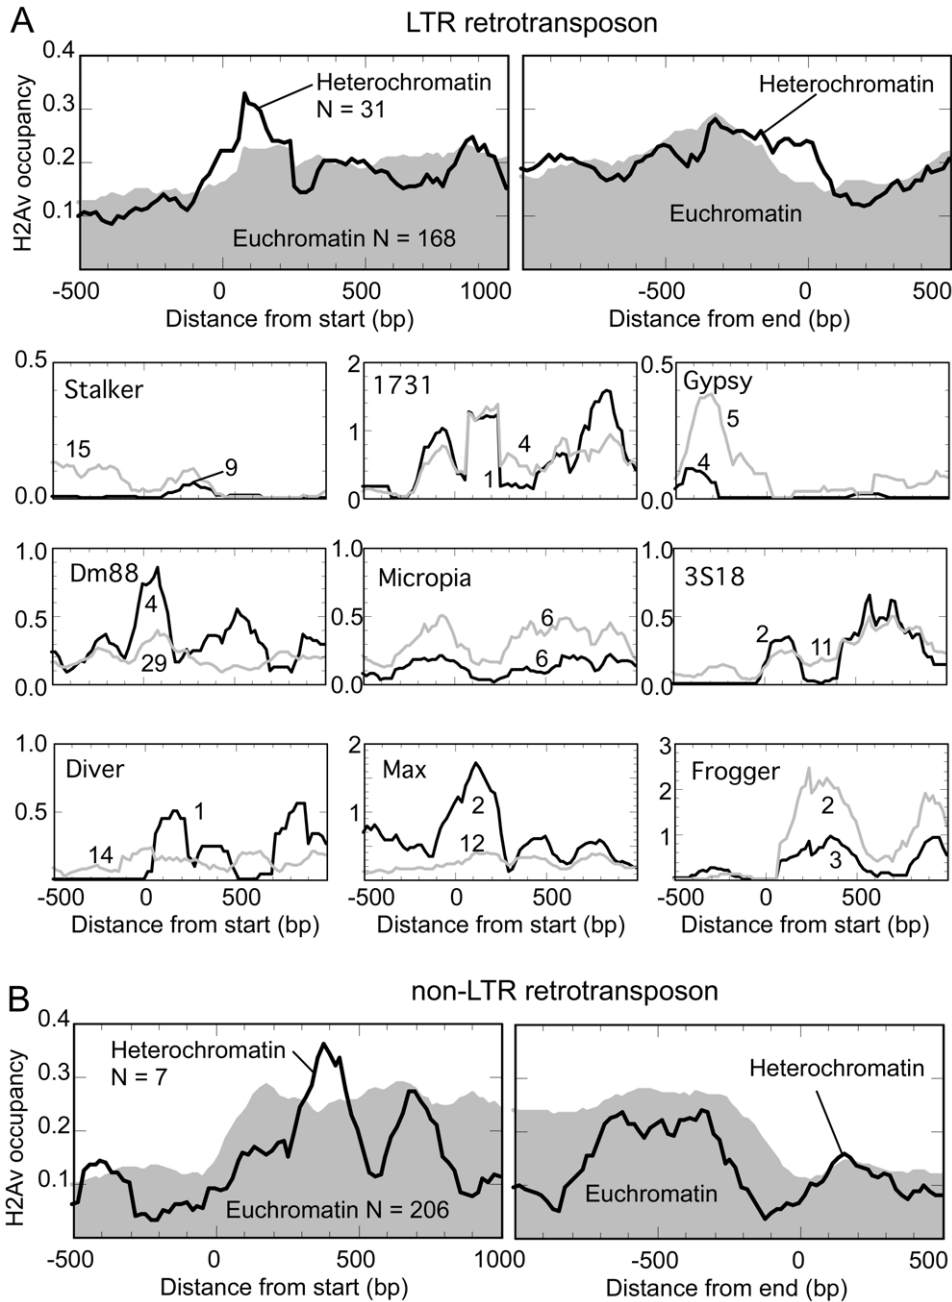 A
LTR retrotransposon
H2Av occupancy
0.4
0.3
0.2
0.1
Heterochromatin
N = 31
Euchromatin N = 168
-500
0
500
1000
Distance from start (bp)
Heterochromatin
Euchromatin
-500
0
500
Distance from end (bp)
0.5
0.0
Stalker
15
9
2
1
0
1731
4
1
0.5
0.0
Gypsy
5
4
1.0
0.5
0.0
Dm88
4
29
1.0
0.5
0.0
Micropia
6
6
1.0
0.5
0.0
3S18
2
11
1.0
0.5
Diver
1
14
-500
0
500
Distance from start (bp)
2
1
Max
2
12
-500
0
500
Distance from start (bp)
3
2
1
0
Frogger
2
3
-500
0
500
Distance from start (bp)
B
non-LTR retrotransposon
H2Av occupancy
0.4
0.3
0.2
0.1
Heterochromatin
N = 7
Euchromatin N = 206
-500
0
500
1000
Distance from start (bp)
Heterochromatin
Euchromatin
-500
0
500
Distance from end (bp)